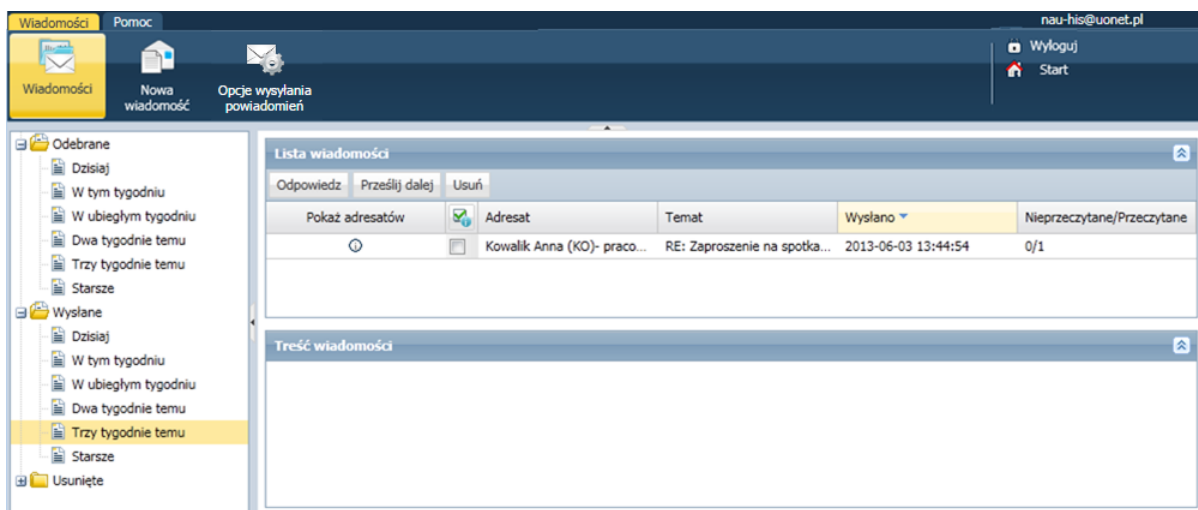 Wiadomości Pomoc nau-his@uonet.pl
Wyloguj
Start
Wiadomości
Nowa
wiadomość
Opcje wysyłania
powiadomień
Odebrane
Dzisiaj
W tym tygodniu
W ubiegłym tygodniu
Dwa tygodnie temu
Trzy tygodnie temu
Starsze
Wysłane
Dzisiaj
W tym tygodniu
W ubiegłym tygodniu
Dwa tygodnie temu
Trzy tygodnie temu
Starsze
Usunięte
Lista wiadomości
Odpowiedz Prześlij dalej Usuń
Pokaż adresatów Adresat Temat Wysłano Nieprzeczytane/Przeczytane
Kowalik Anna (KO)- praco... RE: Zaproszenie na spotka... 2013-06-03 13:44:54 0/1
Treść wiadomości